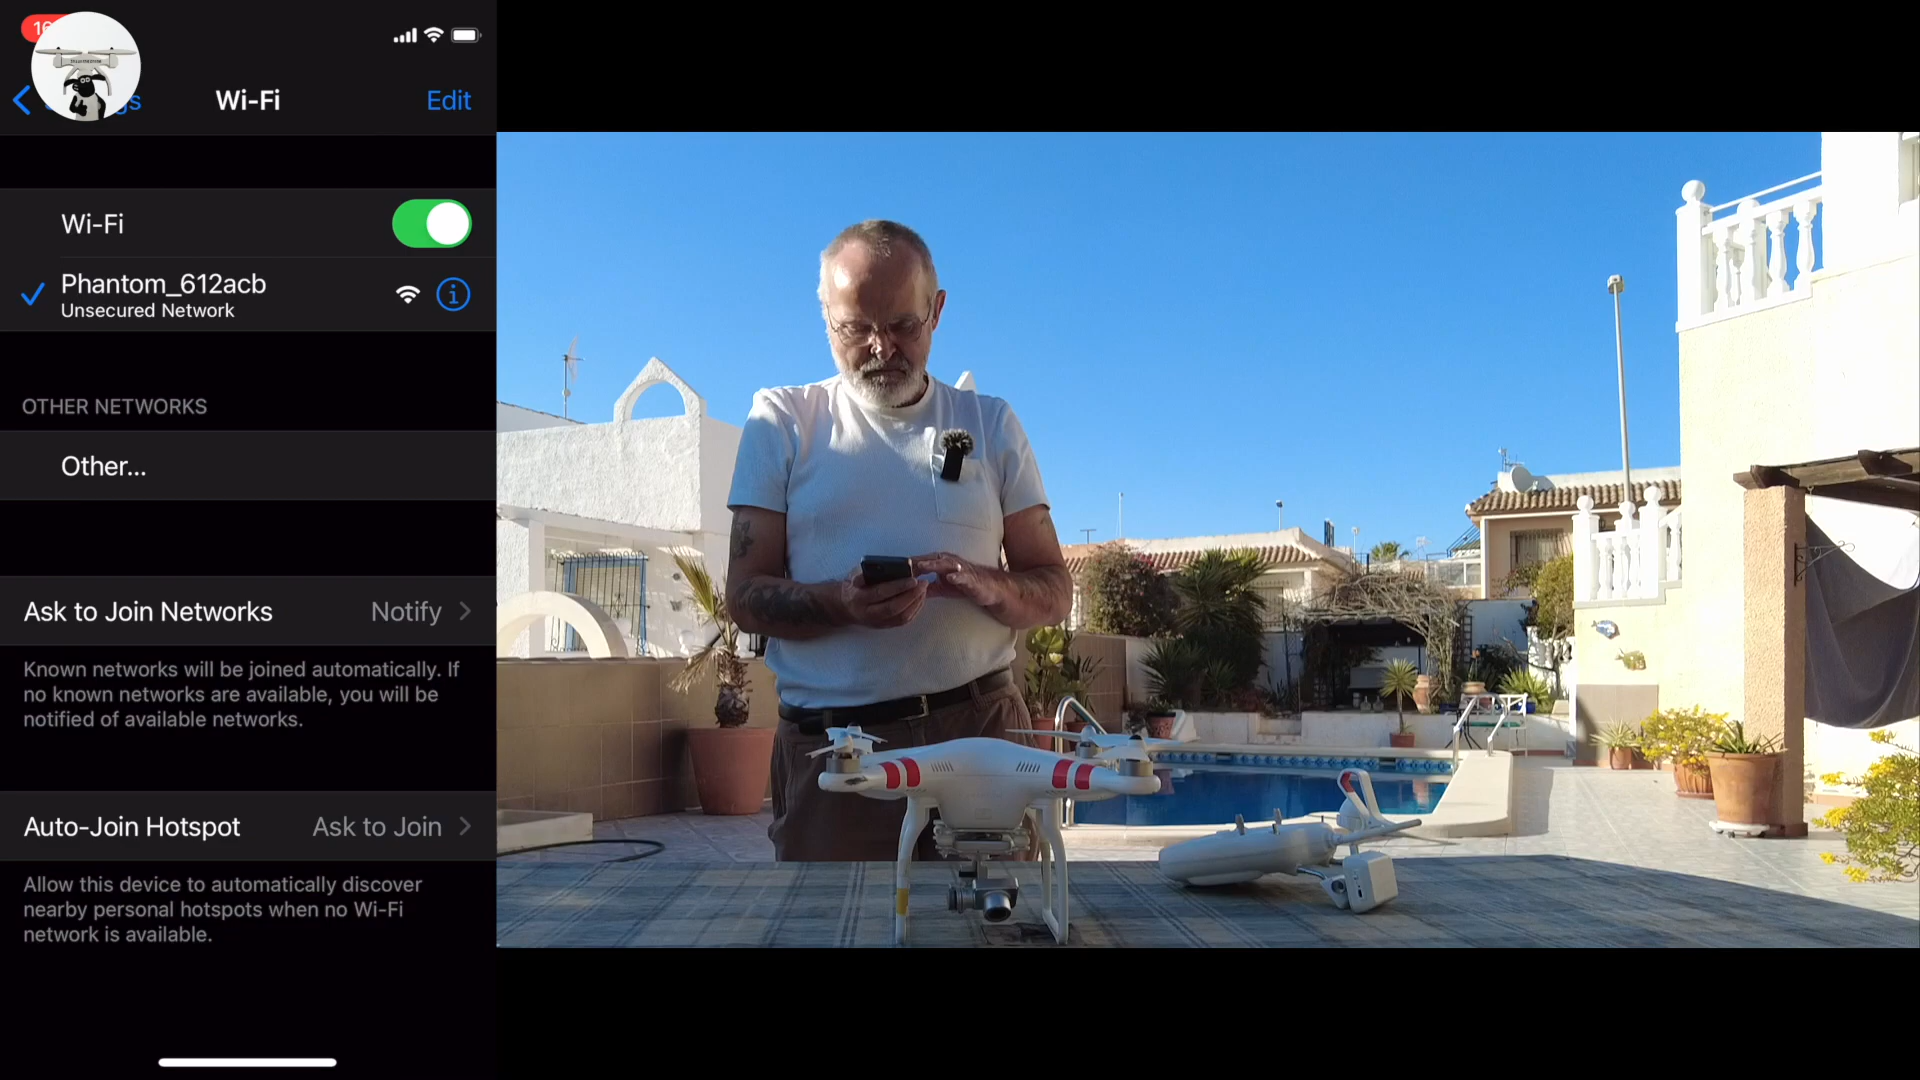 Wi-Fi
Edit
Wi-Fi
Phantom_612acb
Unsecured Network
OTHER NETWORKS
Other...
Ask to Join Networks Notify
Known networks will be joined automatically. If
no known networks are available, you will be
notified of available networks.
Auto-Join Hotspot Ask to Join
Allow this device to automatically discover
nearby personal hotspots when no Wi-Fi
network is available.